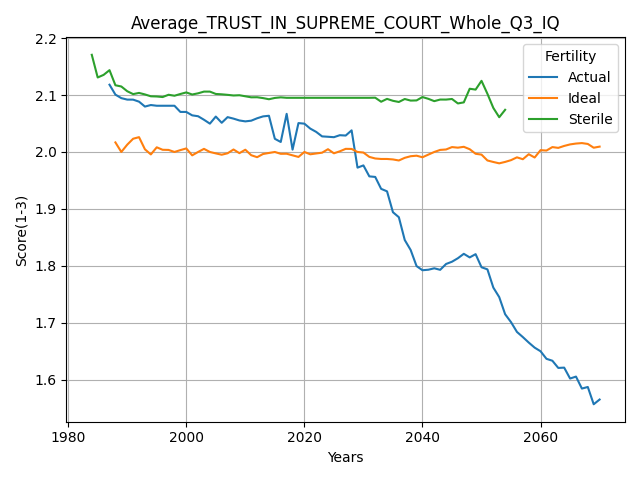 Average_TRUST_IN_SUPREME_COURT_Whole_Q3_IQ
Score(1-3)
2.2
2.1
2.0
1.9
1.8
1.7
1.6
Fertility
Actual
Ideal
Sterile
1980
2000
2020
2040
2060
Years